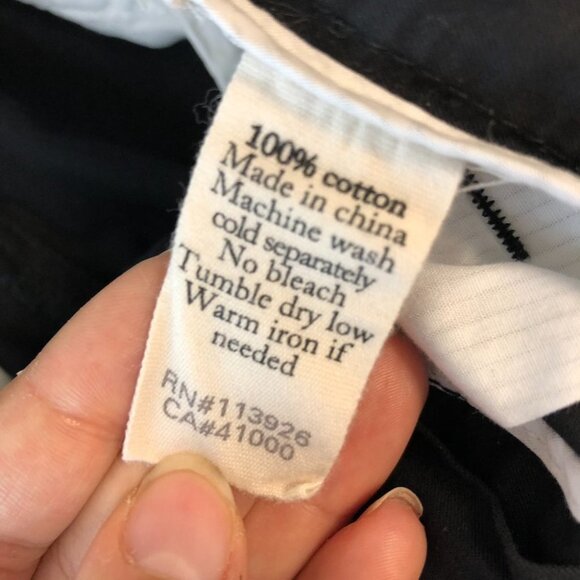 100% cotton
Made in china
Machine wash
cold separately
No bleach
Tumble dry low
Warm iron if
needed
RN#113926
CA#41000